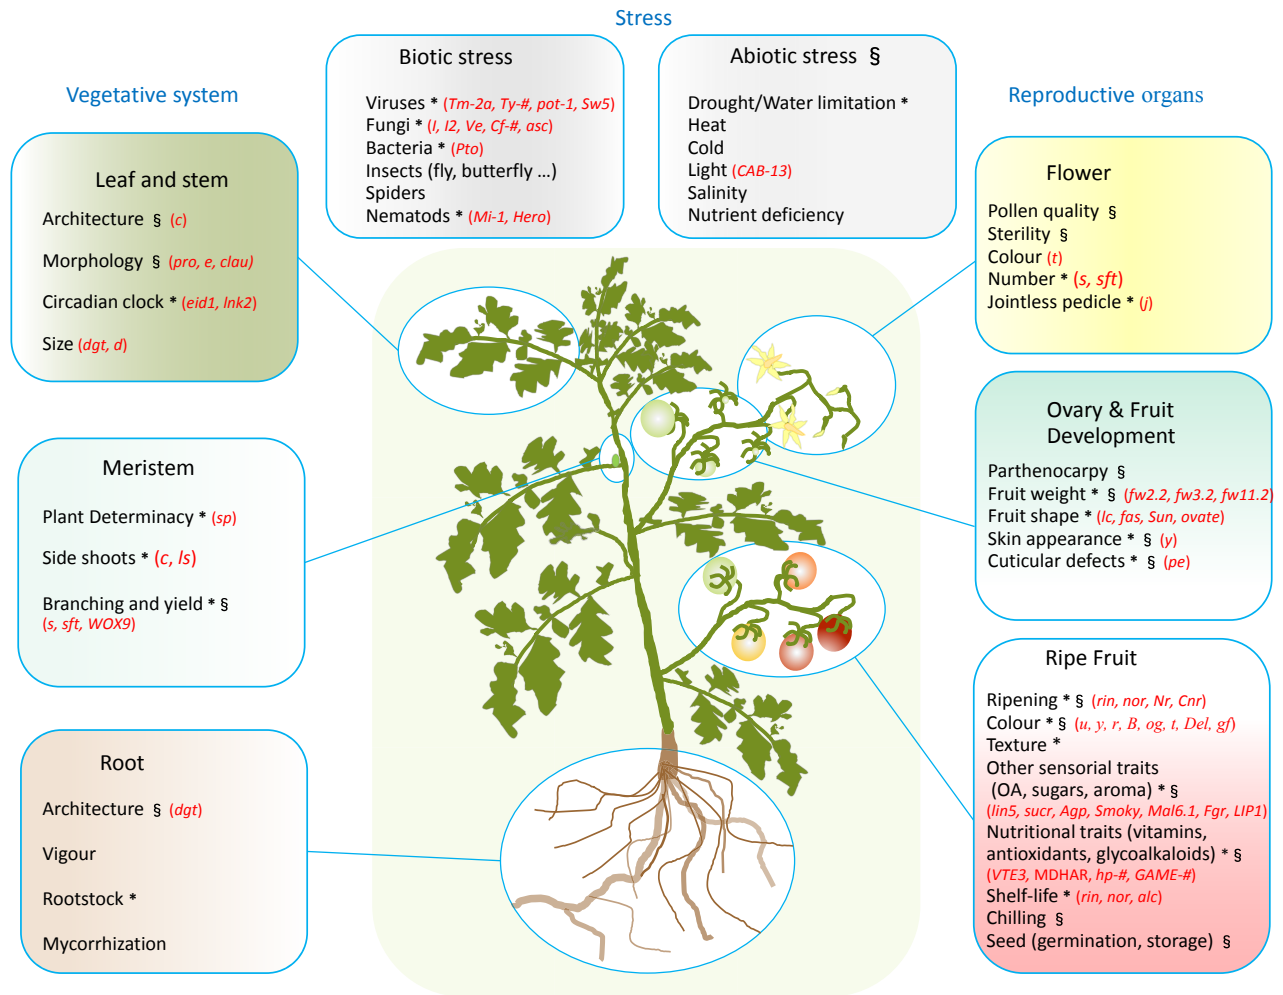 Stress
Biotic stress
Viruses * (Tm-2a, Ty-#, pot-1, Sw5)
Fungi * (I, I2, Ve, Cf-#, asc)
Bacteria * (Pto)
Insects (fly, butterfly ...)
Spiders
Nematods * (Mi-1, Hero)
Abiotic stress §
Drought/Water limitation *
Heat
Cold
Light (CAB-13)
Salinity
Nutrient deficiency
Vegetative system
Leaf and stem
Architecture § (c)
Morphology § (pro, e, clau)
Circadian clock * (eid1, lnk2)
Size (dgt, d)
Meristem
Plant Determinacy * (sp)
Side shoots * (c, ls)
Branching and yield * §
(s, sft, WOX9)
Root
Architecture § (dgt)
Vigour
Rootstock *
Mycorrhization
Reproductive organs
Flower
Pollen quality §
Sterility §
Colour (t)
Number * (s, sft)
Jointless pedicle * (j)
Ovary & Fruit
Development
Parthenocarpy §
Fruit weight * § (fw2.2, fw3.2, fw11.2)
Fruit shape * (lc, fas, Sun, ovate)
Skin appearance * § (y)
Cuticular defects * § (pe)
Ripe Fruit
Ripening * § (rin, nor, Nr, Cnr)
Colour * § (u, y, r, B, og, t, Del, gf)
Texture *
Other sensorial traits
(OA, sugars, aroma) * §
(lin5, sucr, Agp, Smoky, Mal6.1, Fgr, LIP1)
Nutritional traits (vitamins,
antioxidants, glycoalkaloids) * §
(VTE3, MDHAR, hp-#, GAME-#)
Shelf-life * (rin, nor, alc)
Chilling §
Seed (germination, storage) §